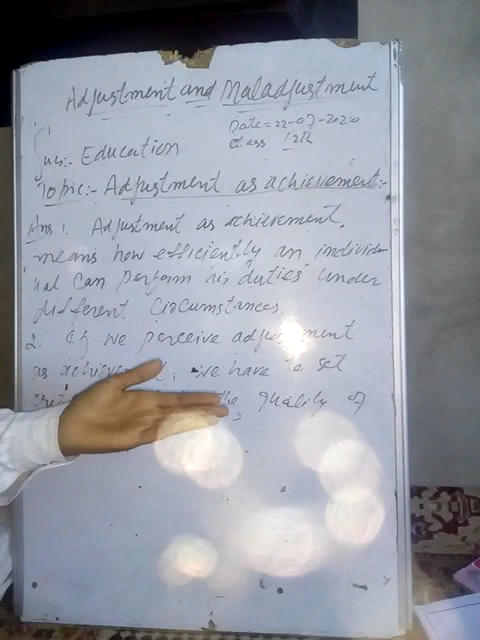 Adjustment and Maladjustment
Date = 22-07-2020
Class 12th
Sub:- Education
Topic:- Adjustment as achievement:-
Ans 1. Adjustment as achievement,
means how efficiently an individ-
ual can perform his duties under
different circumstances.
2. If we perceive adjustment
as achievement, we have to set
the quality of